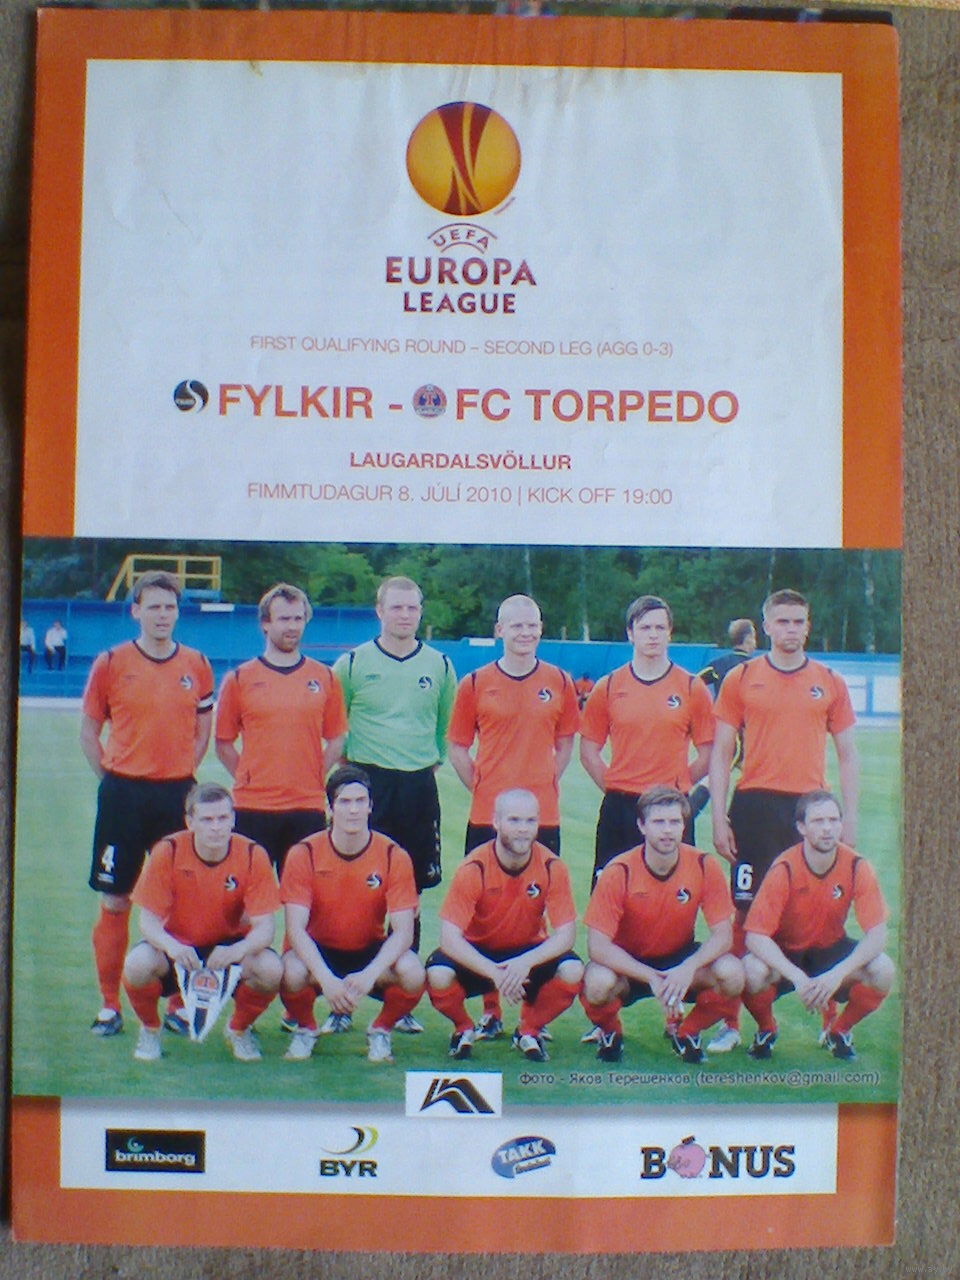 UEFA
EUROPA
LEAGUE
FIRST QUALIFYING ROUND – SECOND LEG (AGG 0-3)
FYLKIR - FC TORPEDO
LAUGARDALSVÖLLUR
FIMMTUDAGUR 8. JÚLÍ 2010 | KICK OFF 19:00
4
6
Фото - Яков Терешенков (tereshenkov@gmail.com)
brimborg
BYR
TAKK
BONUS